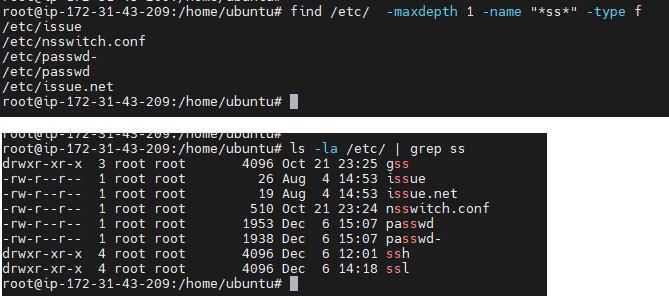 root@ip-172-31-43-209:/home/ubuntu# find /etc/  -maxdepth 1 -name "*ss*" -type f
/etc/issue
/etc/nsswitch.conf
/etc/passwd-
/etc/passwd
/etc/issue.net
root@ip-172-31-43-209:/home/ubuntu#
root@ip-172-31-43-209:/home/ubuntu# ls -la /etc/ | grep ss
drwxr-xr-x  3 root root       4096 Oct 21 23:25 gss
-rw-r--r--  1 root root         26 Aug  4 14:53 issue
-rw-r--r--  1 root root         19 Aug  4 14:53 issue.net
-rw-r--r--  1 root root        510 Oct 21 23:24 nsswitch.conf
-rw-r--r--  1 root root       1953 Dec  6 15:07 passwd
-rw-r--r--  1 root root       1938 Dec  6 15:07 passwd-
drwxr-xr-x  4 root root       4096 Dec  6 12:01 ssh
drwxr-xr-x  4 root root       4096 Dec  6 14:18 ssl
root@ip-172-31-43-209:/home/ubuntu#